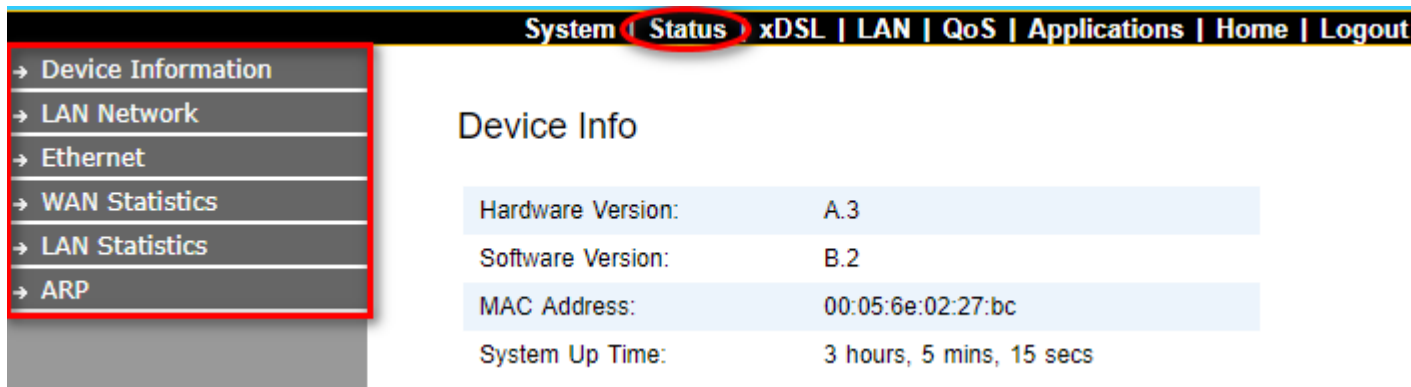 System | Status | xDSL | LAN | QoS | Applications | Home | Logout
→ Device Information
→ LAN Network
→ Ethernet
→ WAN Statistics
→ LAN Statistics
→ ARP
Device Info
Hardware Version: A.3
Software Version: B.2
MAC Address: 00:05:6e:02:27:bc
System Up Time: 3 hours, 5 mins, 15 secs